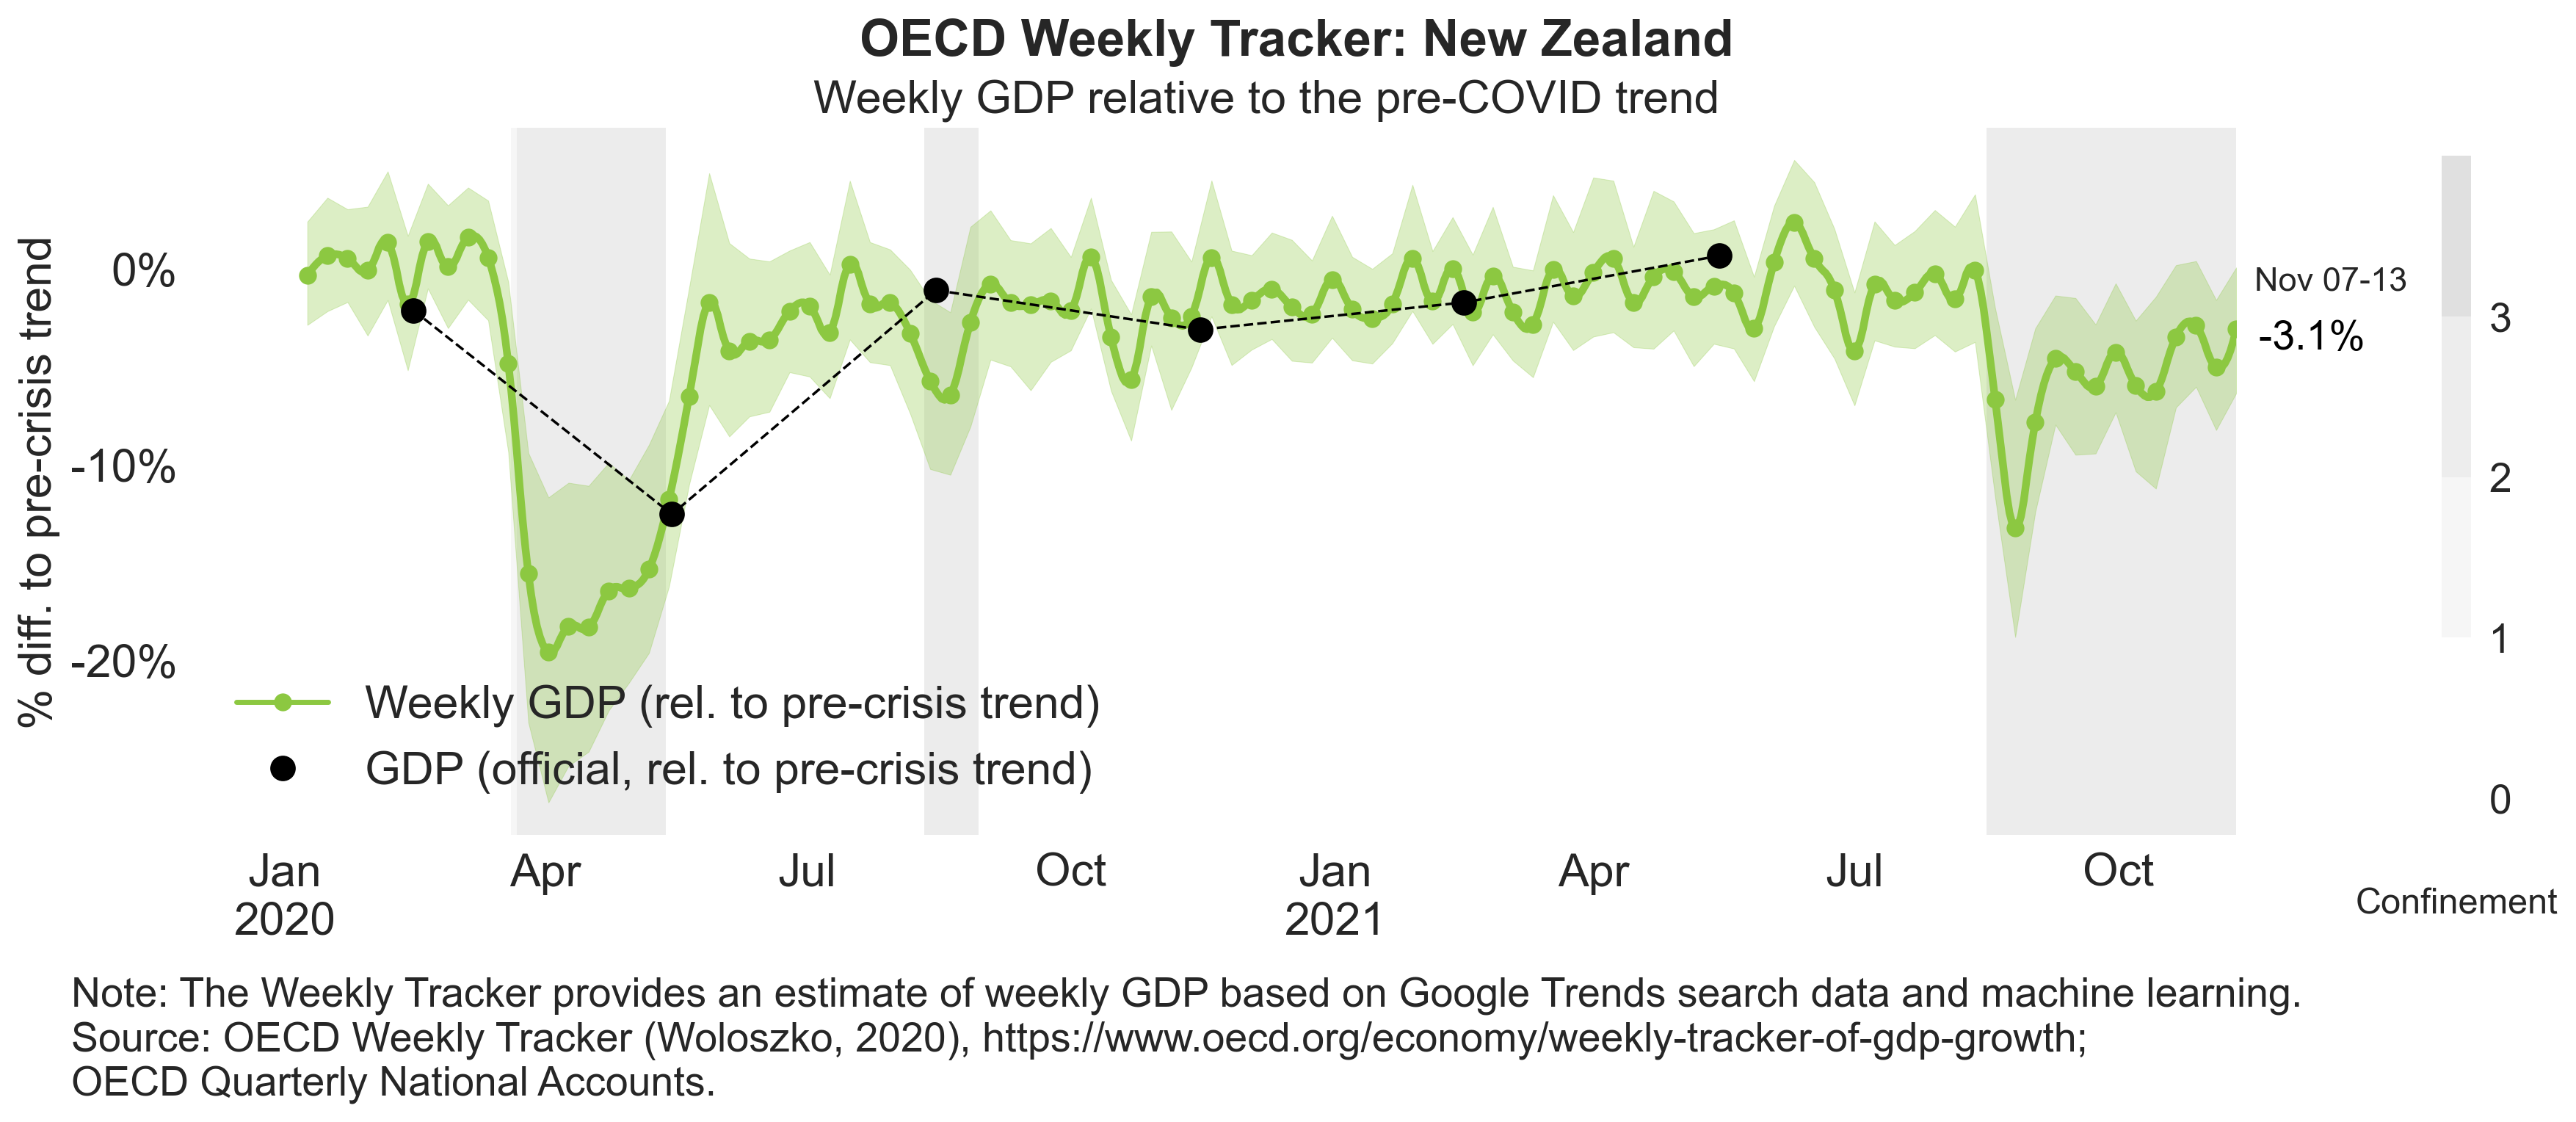 OECD Weekly Tracker: New Zealand
Weekly GDP relative to the pre-COVID trend
% diff. to pre-crisis trend
0%
-10%
-20%
Nov 07-13
-3.1%
3
2
1
0
Confinement
Weekly GDP (rel. to pre-crisis trend)
GDP (official, rel. to pre-crisis trend)
Jan Apr Jul Oct Jan Apr Jul Oct
2020 2021
Note: The Weekly Tracker provides an estimate of weekly GDP based on Google Trends search data and machine learning.
Source: OECD Weekly Tracker (Woloszko, 2020), https://www.oecd.org/economy/weekly-tracker-of-gdp-growth;
OECD Quarterly National Accounts.